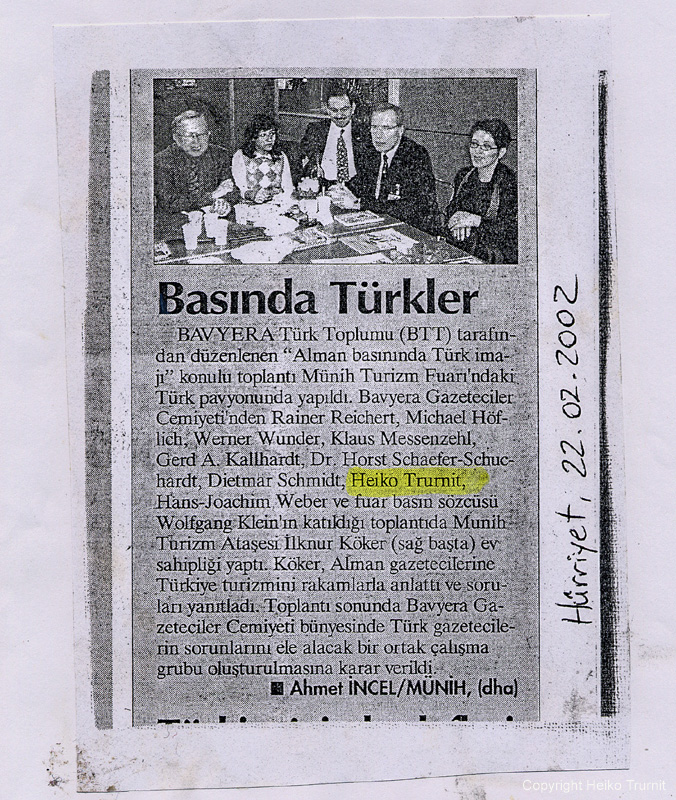 Basında Türkler
BAVYERA Türk Toplumu (BTT) tarafın-
dan düzenlenen “Alman basınında Türk ima-
jı” konulu toplantı Münih Turizm Fuarı'ndaki
Türk pavyonunda yapıldı. Bavyera Gazeteciler
Cemiyeti'nden Rainer Reichert, Michael Höf-
lich, Werner Wunder, Klaus Messenzehl,
Gerd A. Kallhardt, Dr. Horst Schaefer-Schuc-
hardt, Dietmar Schmidt, Heiko Trurnit,
Hans-Joachim Weber ve fuar basın sözcüsü
Wolfgang Klein'ın katıldığı toplantıda Münih
Turizm Ataşesi İlknur Köker (sağ başta) ev
sahipliği yaptı. Köker, Alman gazetecilerine
Türkiye turizmini rakamlarla anlattı ve soru-
ları yanıtladı. Toplantı sonunda Bavyera Ga-
zeteciler Cemiyeti bünyesinde Türk gazetecile-
rin sorunlarını ele alacak bir ortak çalışma
grubu oluşturulmasına karar verildi.
■ Ahmet İNCEL/MÜNİH, (dha)
Hürriyet, 22.02.2002
Copyright Heiko Trurnit